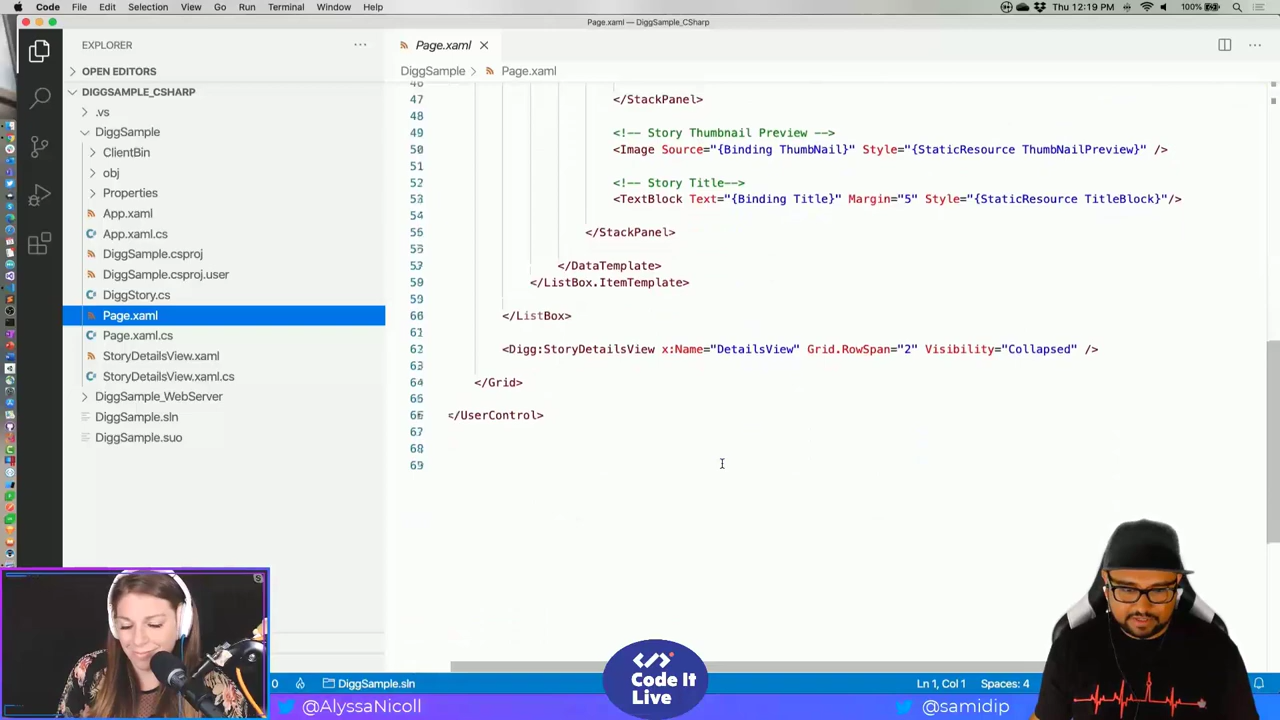 Code File Edit Selection View Go Run Terminal Window Help
100% Thu 12:19 PM
Page.xaml — DiggSample_CSharp
EXPLORER
OPEN EDITORS
DIGGSAMPLE_CSHARP
.vs
DiggSample
ClientBin
obj
Properties
App.xaml
App.xaml.cs
DiggSample.csproj
DiggSample.csproj.user
DiggStory.cs
Page.xaml
Page.xaml.cs
StoryDetailsView.xaml
StoryDetailsView.xaml.cs
DiggSample_WebServer
DiggSample.sln
DiggSample.suo
Page.xaml
DiggSample > Page.xaml
47 </StackPanel>
48
49 <!-- Story Thumbnail Preview -->
50 <Image Source="{Binding ThumbNail}" Style="{StaticResource ThumbNailPreview}" />
51
52 <!-- Story Title-->
53 <TextBlock Text="{Binding Title}" Margin="5" Style="{StaticResource TitleBlock}"/>
54
</StackPanel>
</DataTemplate>
</ListBox.ItemTemplate>
</ListBox>
61
62 <Digg:StoryDetailsView x:Name="DetailsView" Grid.RowSpan="2" Visibility="Collapsed" />
63
64 </Grid>
65
66 </UserControl>
67
68
69
0 DiggSample.sln Ln 1, Col 1 Spaces: 4
Code It
Live
@AlyssaNicoll
@samidip